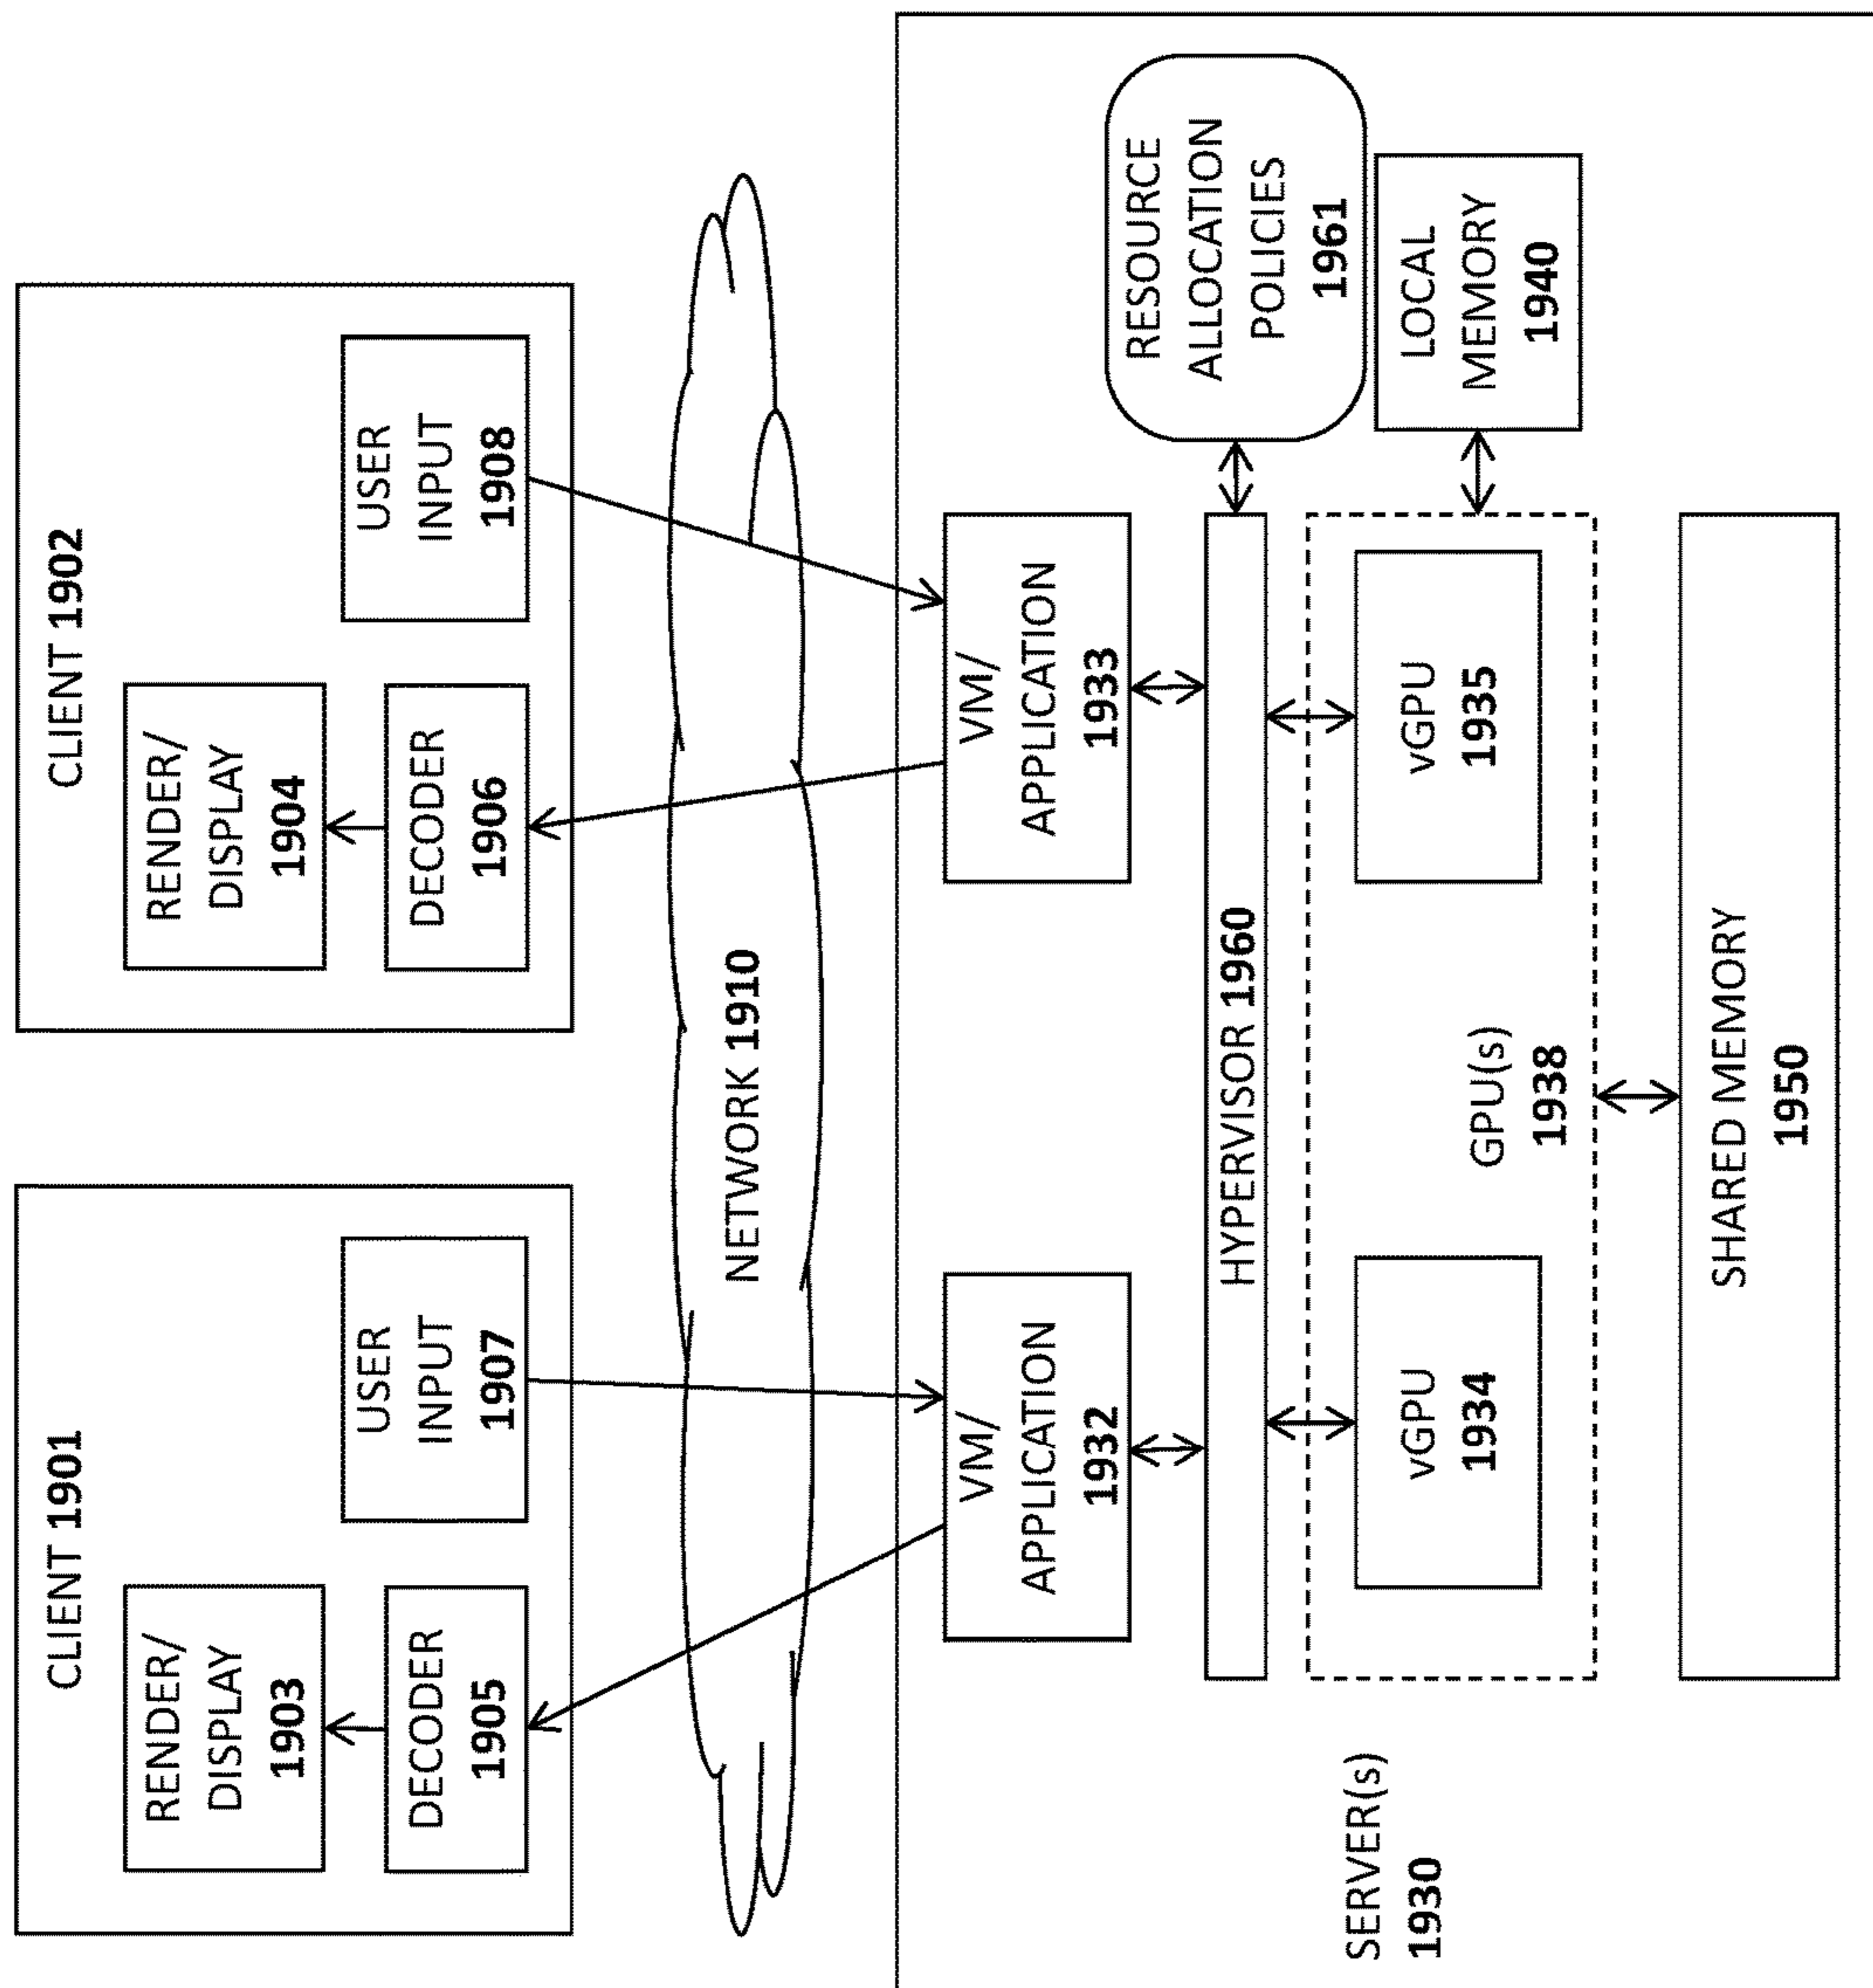 CLIENT 1901
RENDER/
DISPLAY
1903
DECODER
1905
USER
INPUT
1907
CLIENT 1902
RENDER/
DISPLAY
1904
DECODER
1906
USER
INPUT
1908
NETWORK 1910
VM/
APPLICATION
1932
VM/
APPLICATION
1933
HYPERVISOR 1960
RESOURCE
ALLOCATION
POLICIES
1961
SERVER(s)
1930
vGPU
1934
GPU(s)
1938
vGPU
1935
LOCAL
MEMORY
1940
SHARED MEMORY
1950